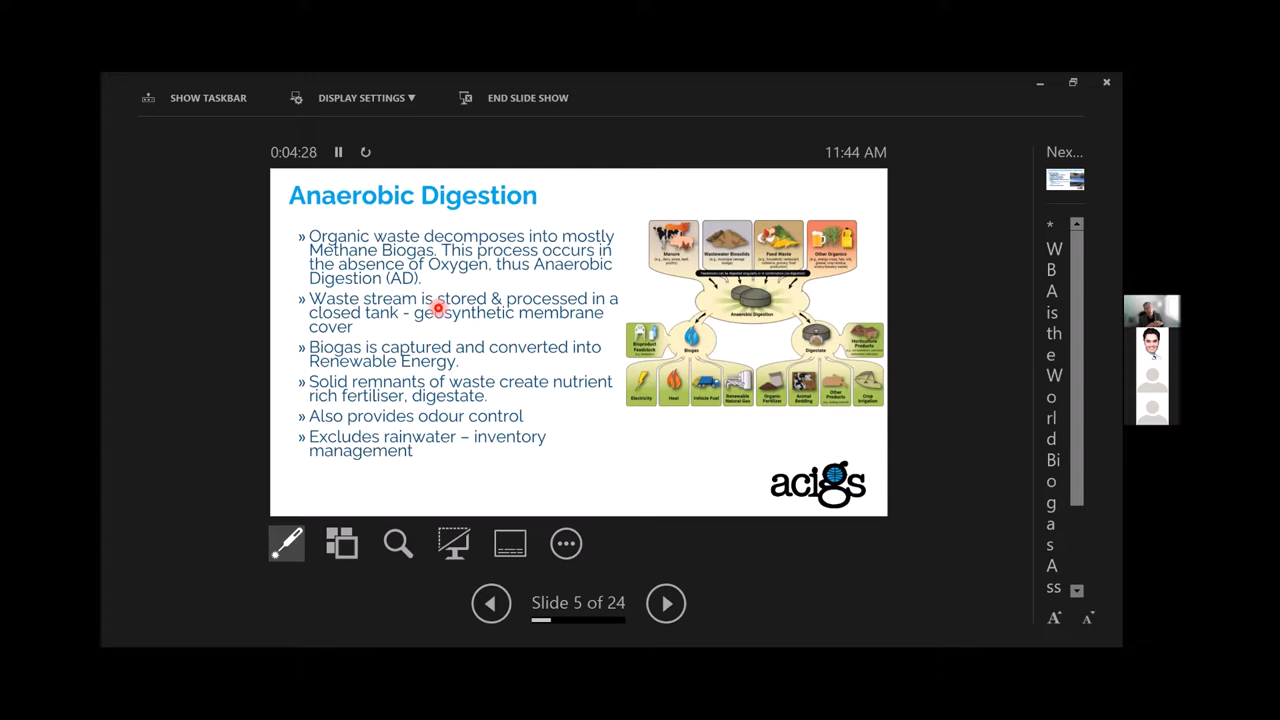 SHOW TASKBAR
DISPLAY SETTINGS ▼
END SLIDE SHOW
0:04:28
11:44 AM
Anaerobic Digestion
» Organic waste decomposes into mostly
Methane Biogas. This process occurs in
the absence of Oxygen, thus Anaerobic
Digestion (AD).
» Waste stream is stored & processed in a
closed tank - geosynthetic membrane
cover
» Biogas is captured and converted into
Renewable Energy.
» Solid remnants of waste create nutrient
rich fertiliser, digestate.
» Also provides odour control
» Excludes rainwater – inventory
management
Manure
Wastewater Biosolids
Food Waste
Other Organics
Anaerobic Digestion
Bioproduct
Feedstock
Biogas
Digestate
Horticulture
Products
Electricity
Heat
Vehicle Fuel
Renewable
Natural Gas
Organic
Fertilizer
Animal
Bedding
Other
Products
Crop
Irrigation
acigs
Slide 5 of 24
Nex...
*
W
B
A
is
th
e
W
o
rl
d
Bi
o
g
a
s
A
ss
A
A